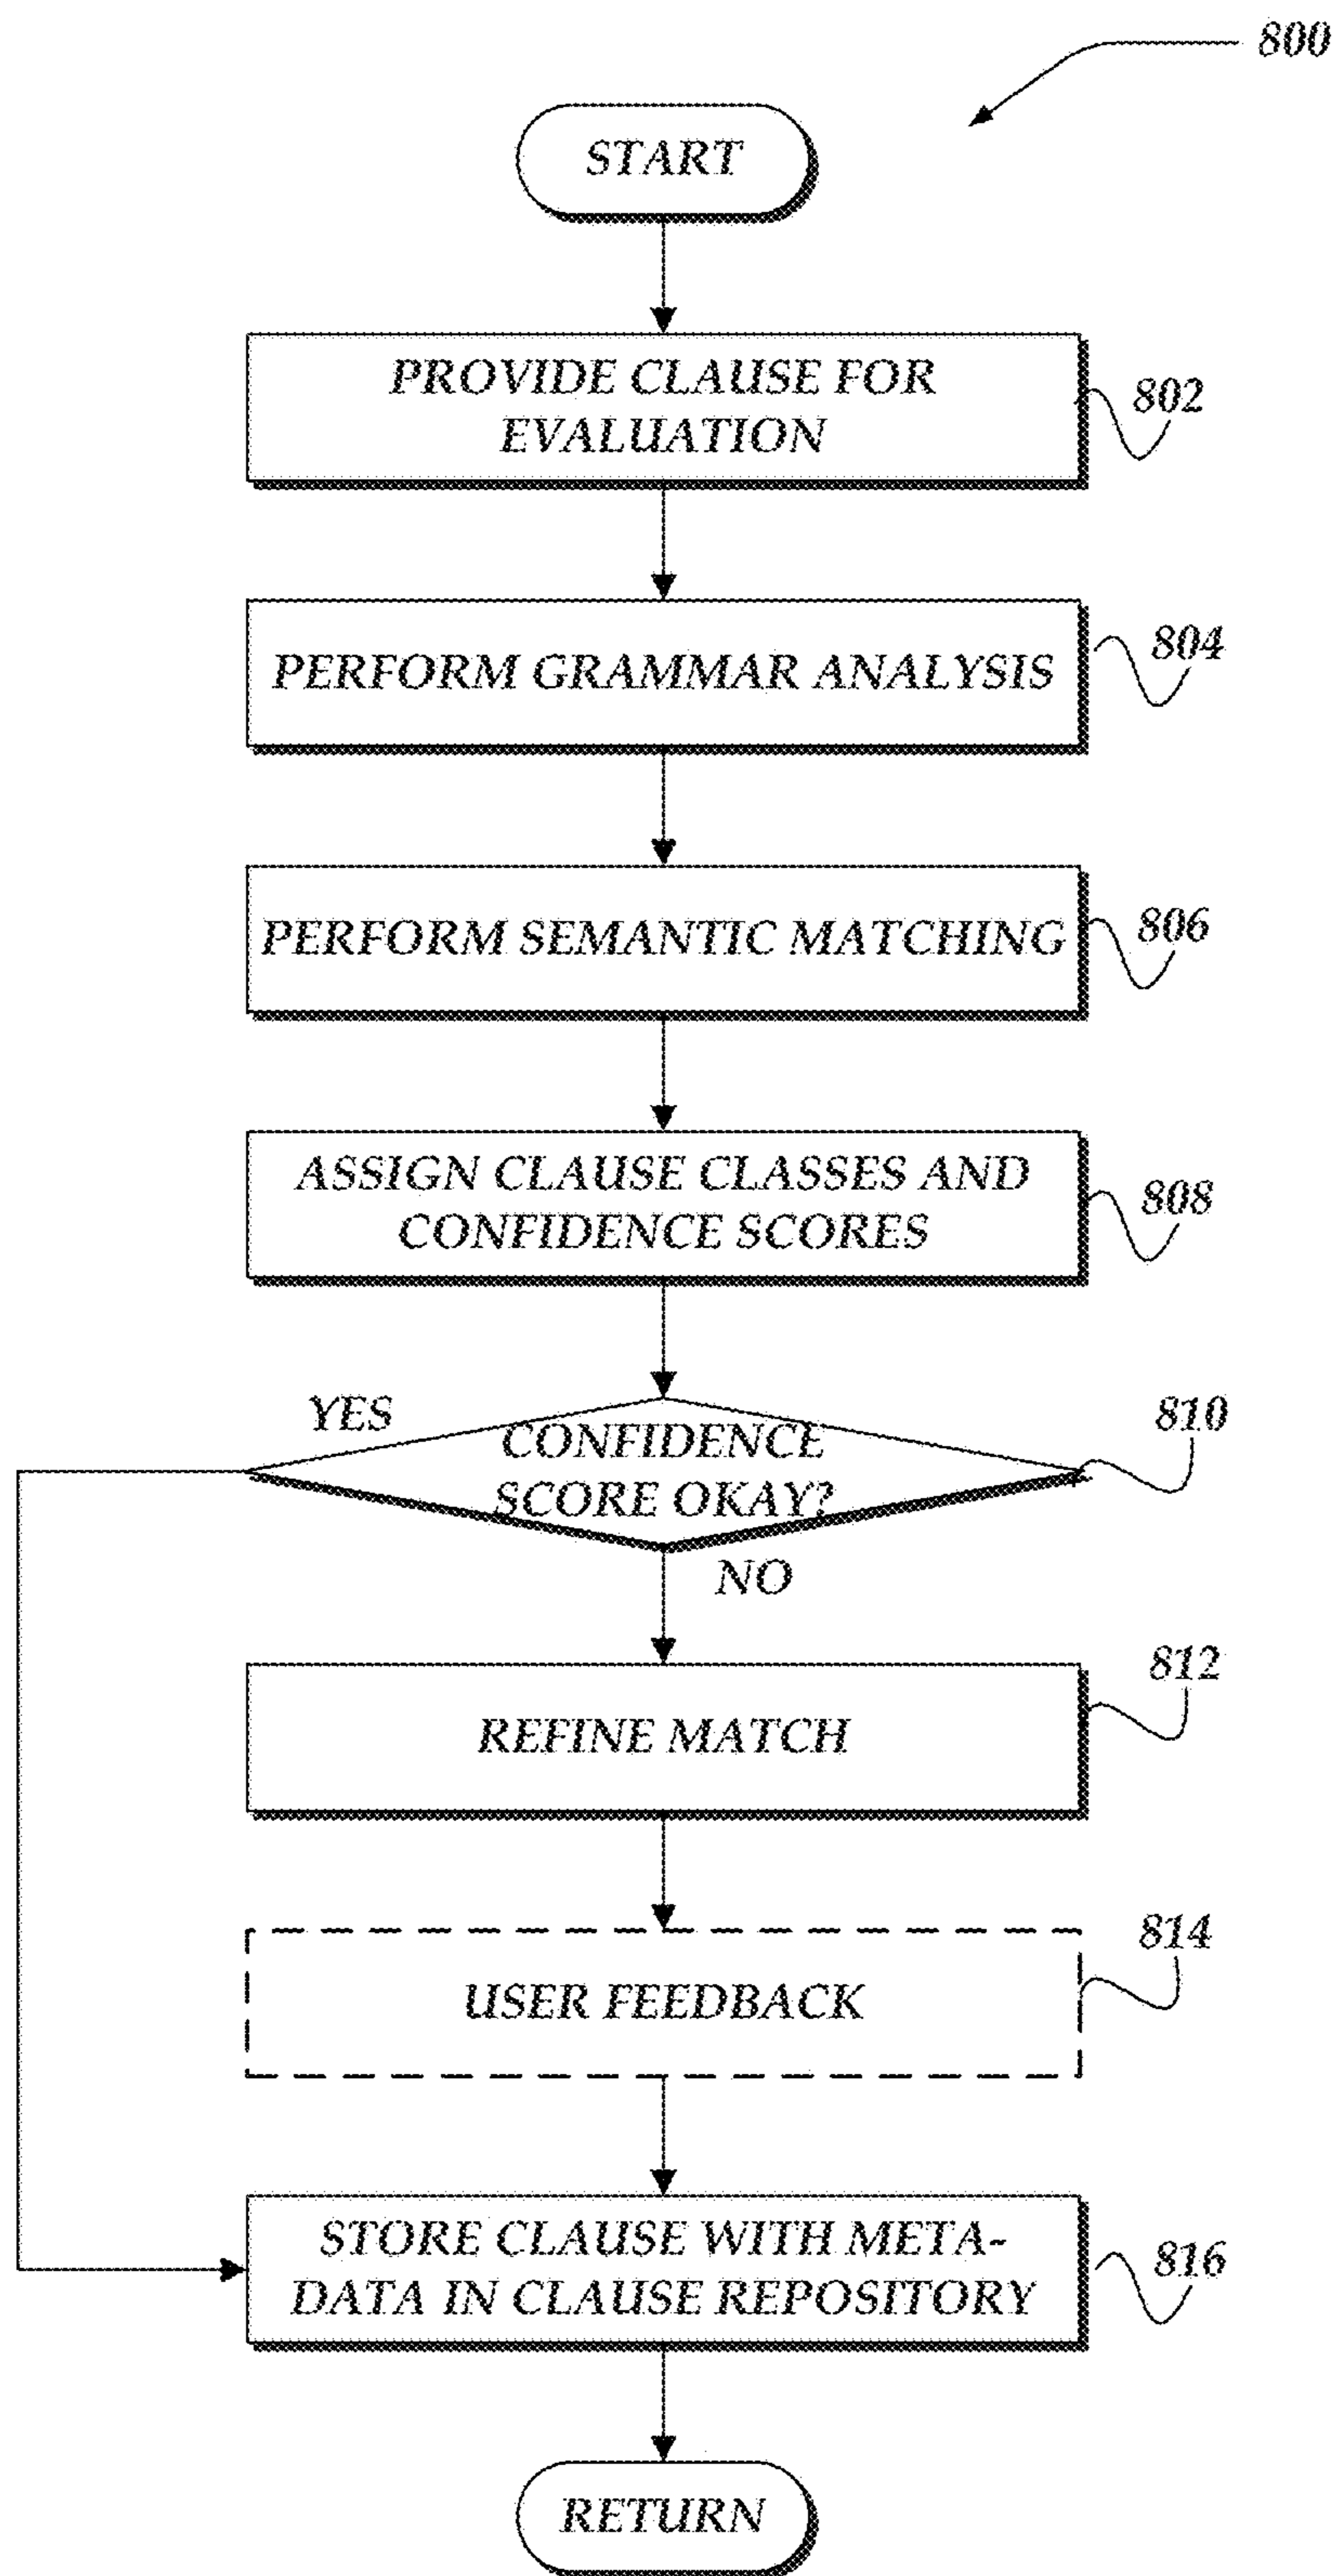 800
START
PROVIDE CLAUSE FOR
EVALUATION
802
PERFORM GRAMMAR ANALYSIS
804
PERFORM SEMANTIC MATCHING
806
ASSIGN CLAUSE CLASSES AND
CONFIDENCE SCORES
808
YES
CONFIDENCE
SCORE OKAY?
810
NO
812
REFINE MATCH
814
USER FEEDBACK
STORE CLAUSE WITH META-
DATA IN CLAUSE REPOSITORY
816
RETURN